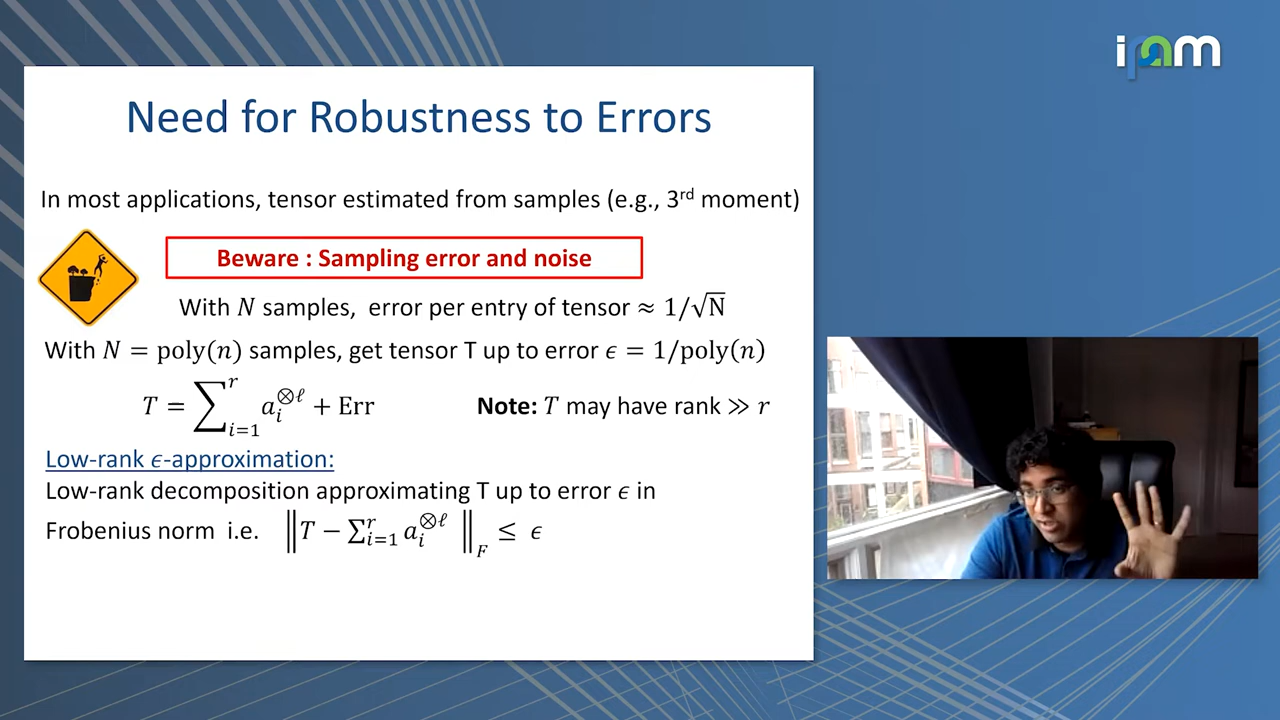 ipam
Need for Robustness to Errors
In most applications, tensor estimated from samples (e.g., 3rd moment)
Beware : Sampling error and noise
With N samples, error per entry of tensor ≈ 1/√N
With N = poly(n) samples, get tensor T up to error ϵ = 1/poly(n)
T = ∑_{i=1}^{r} a_i^{⊗ℓ} + Err Note: T may have rank ≫ r
Low-rank ϵ-approximation:
Low-rank decomposition approximating T up to error ϵ in
Frobenius norm i.e. ‖T − ∑_{i=1}^{r} a_i^{⊗ℓ}‖_F ≤ ϵ